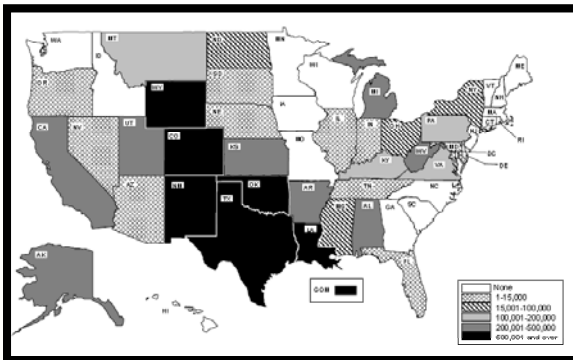 WA
MT
ND
MN
ME
ID
WI
VT
NH
OR
SD
MI
NY
MA
WY
CT
RI
IA
PA
NE
NV
IL
IN
OH
NJ
CA
UT
CO
MD
DE
DC
WV
VA
KS
MO
KY
NC
TN
AZ
NM
OK
AR
SC
MS
AL
GA
LA
FL
AK
HI
GOM
None
1-15,000
15,001-100,000
100,001-200,000
200,001-500,000
500,001 and over